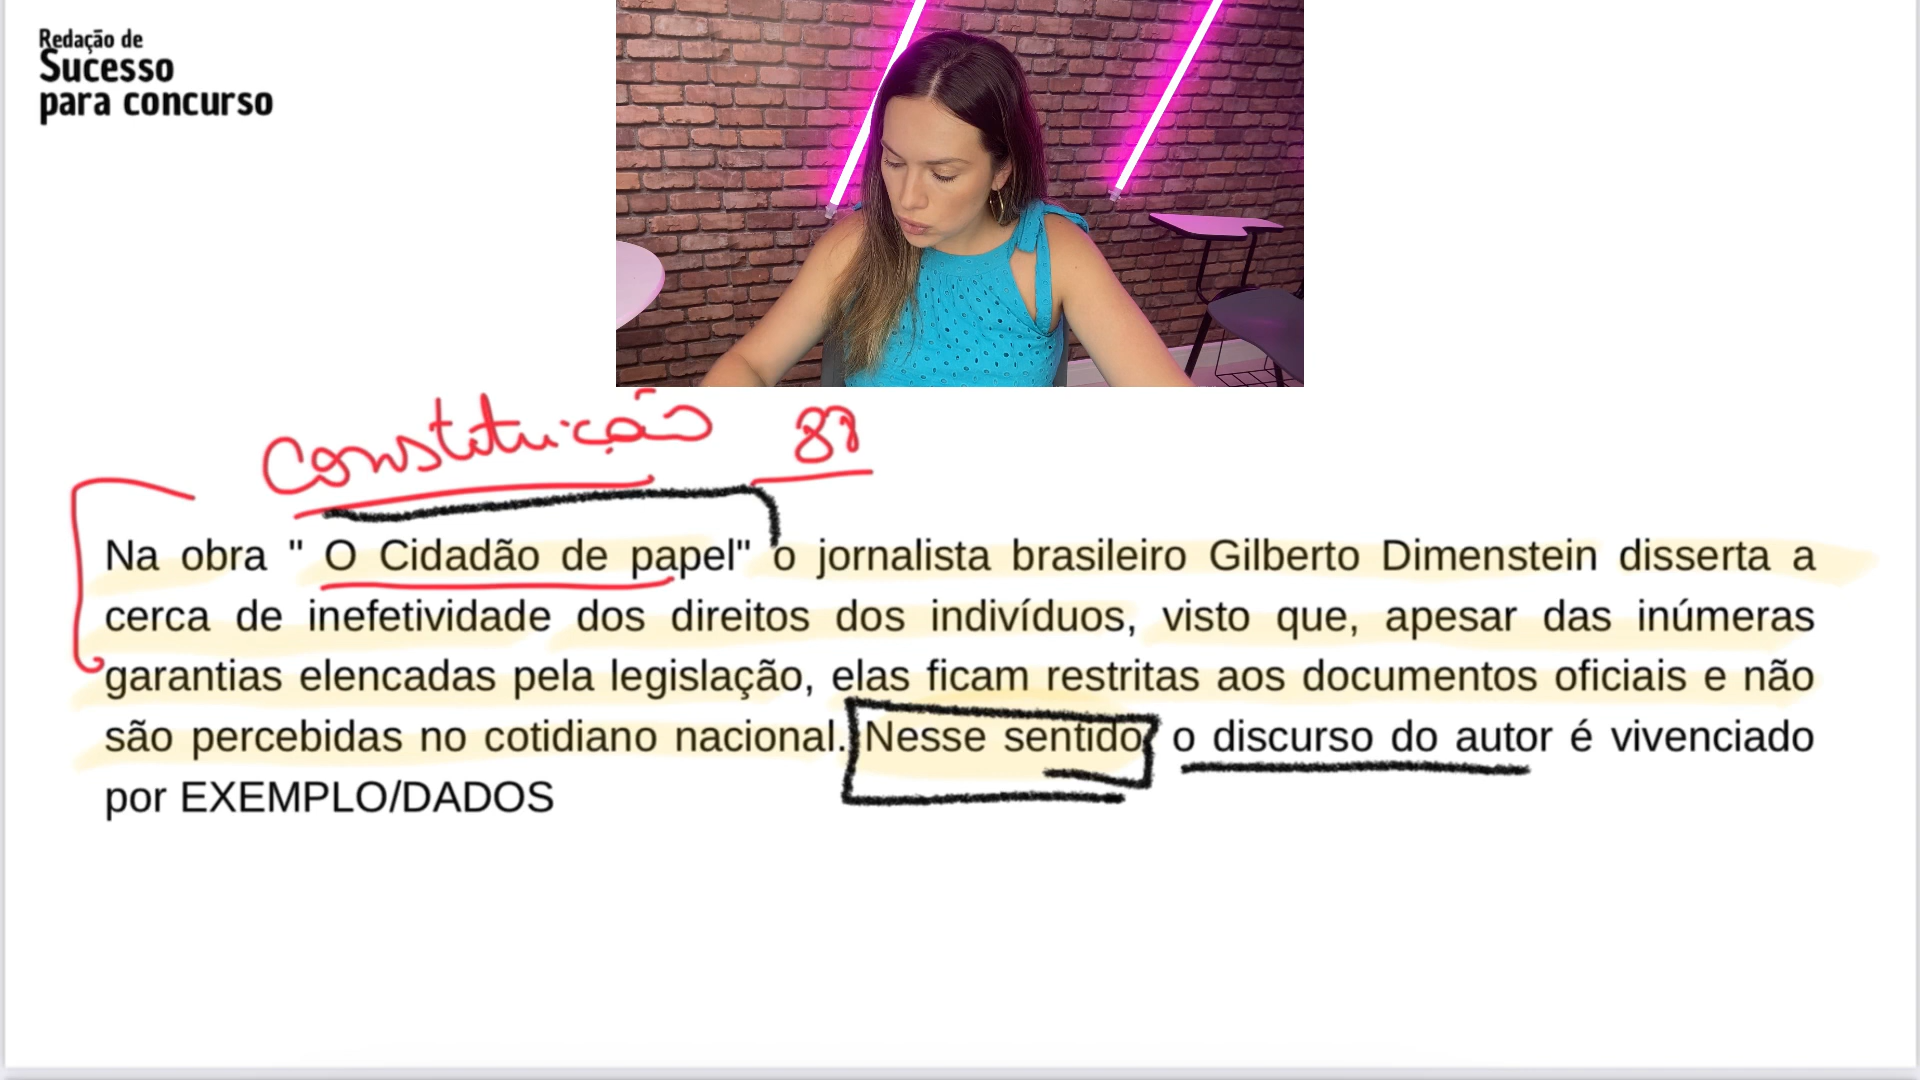 Redação de
Sucesso
para concurso
Constituição 88
Na obra " O Cidadão de papel" o jornalista brasileiro Gilberto Dimenstein disserta a
cerca de inefetividade dos direitos dos indivíduos, visto que, apesar das inúmeras
garantias elencadas pela legislação, elas ficam restritas aos documentos oficiais e não
são percebidas no cotidiano nacional. Nesse sentido, o discurso do autor é vivenciado
por EXEMPLO/DADOS